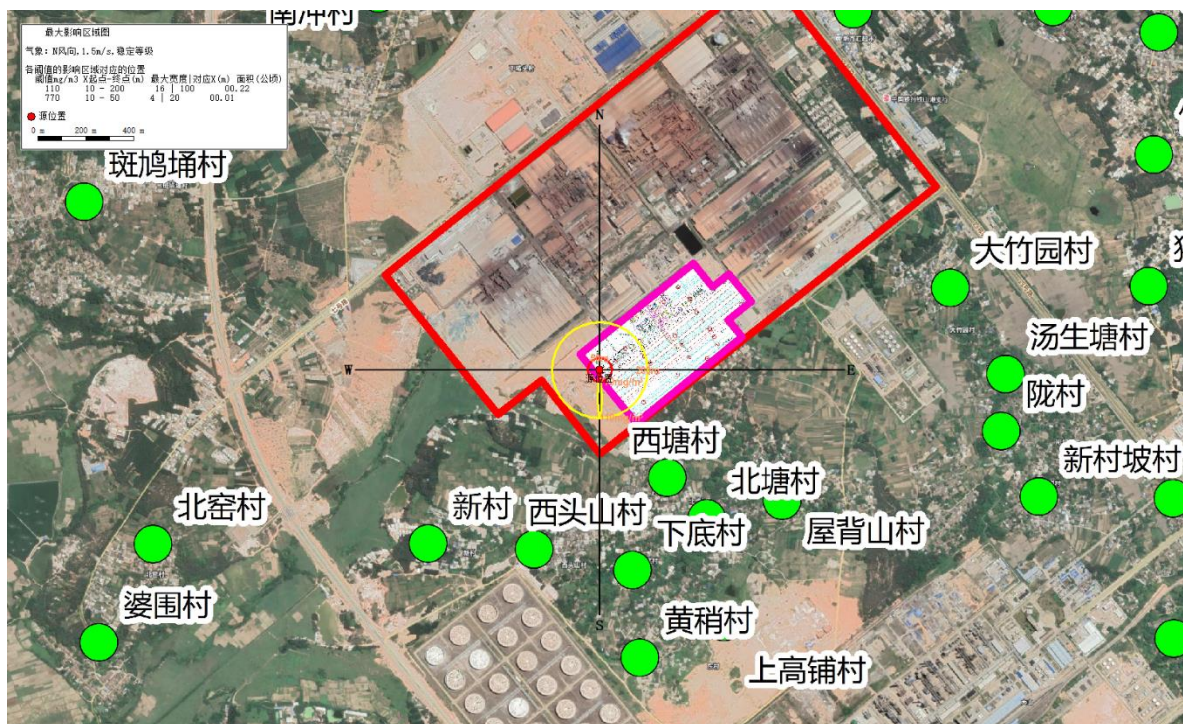 南冲村
最大影响区域图
气象：N风向,1.5m/s,稳定等级
各阈值的影响区域对应的位置
阈值mg/m3 X起点-终点(m) 最大宽度|对应X(m) 面积(公顷)
110 10 - 200 16 | 100 00.22
770 10 - 50 4 | 20 00.01
源位置
0 m 200 m 400 m
N
斑鸠埇村
大竹园村
汤生塘村
W
E
源位置
陇村
西塘村
新村坡村
北塘村
北窑村
新村
西头山村
下底村
屋背山村
婆围村
S
黄稍村
上高铺村